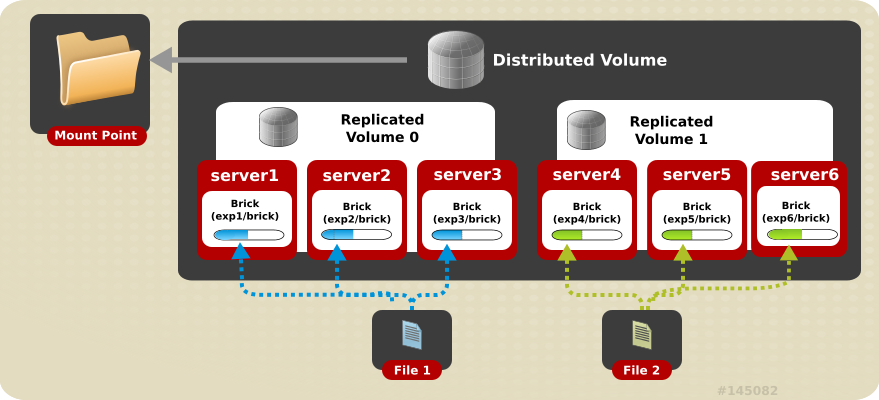 Distributed Volume
Mount Point
Replicated
Volume 0
Replicated
Volume 1
server1
server2
server3
server4
server5
server6
Brick
(exp1/brick)
Brick
(exp2/brick)
Brick
(exp3/brick)
Brick
(exp4/brick)
Brick
(exp5/brick)
Brick
(exp6/brick)
File 1
File 2
#145082